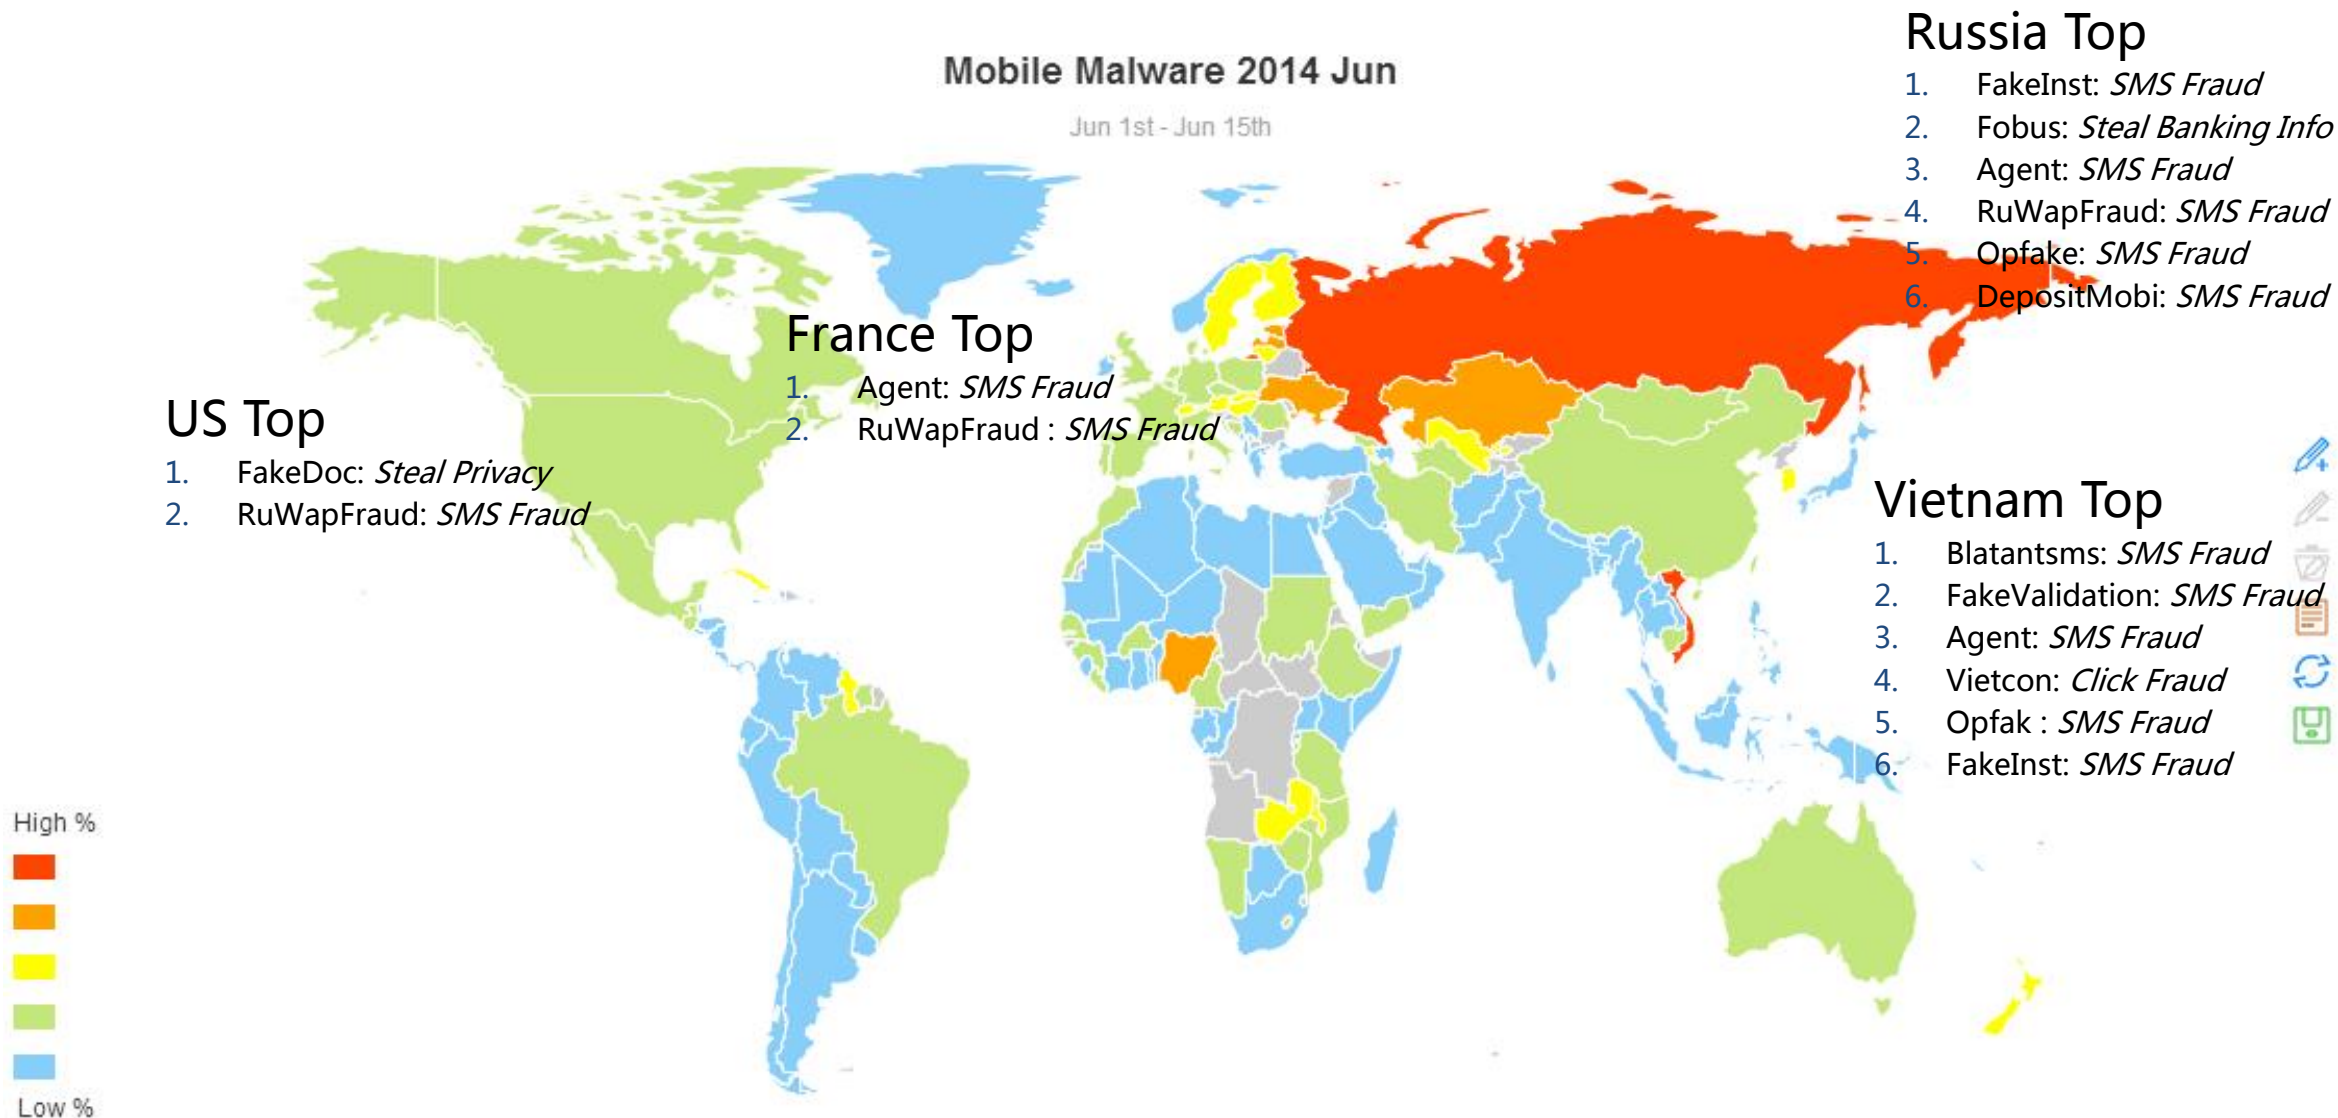 Mobile Malware 2014 Jun
Jun 1st - Jun 15th
Russia Top
1. FakeInst: SMS Fraud
2. Fobus: Steal Banking Info
3. Agent: SMS Fraud
4. RuWapFraud: SMS Fraud
5. Opfake: SMS Fraud
6. DepositMobi: SMS Fraud
France Top
1. Agent: SMS Fraud
2. RuWapFraud : SMS Fraud
US Top
1. FakeDoc: Steal Privacy
2. RuWapFraud: SMS Fraud
Vietnam Top
1. Blatantsms: SMS Fraud
2. FakeValidation: SMS Fraud
3. Agent: SMS Fraud
4. Vietcon: Click Fraud
5. Opfak : SMS Fraud
6. FakeInst: SMS Fraud
High %
Low %